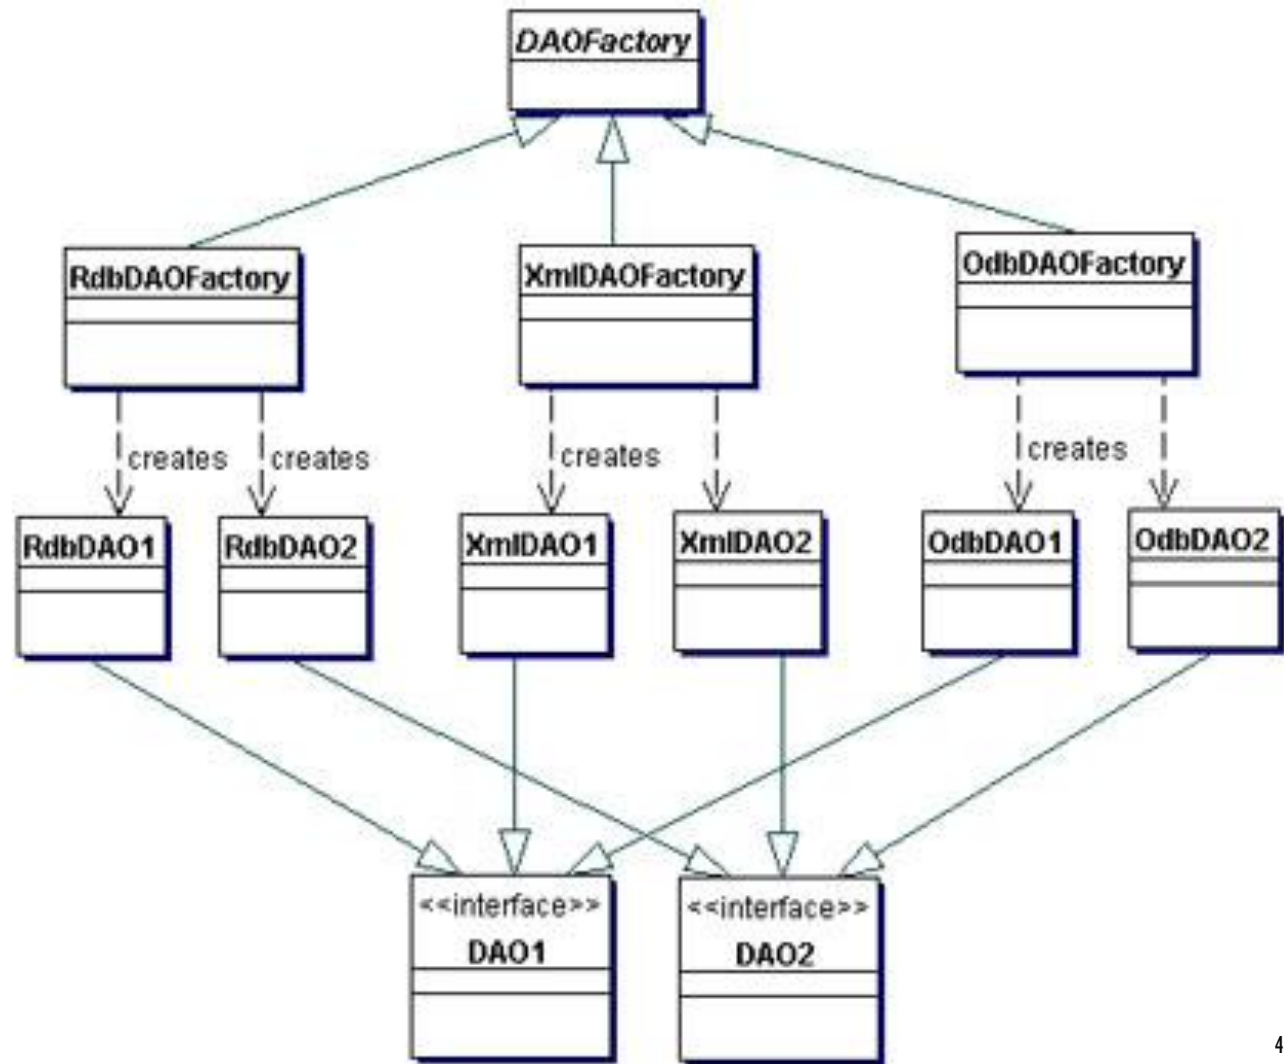 DAOFactory
RdbDAOFactory
XmlDAOFactory
OdbDAOFactory
creates
creates
creates
creates
RdbDAO1
RdbDAO2
XmlDAO1
XmlDAO2
OdbDAO1
OdbDAO2
<<interface>>
DAO1
<<interface>>
DAO2
4